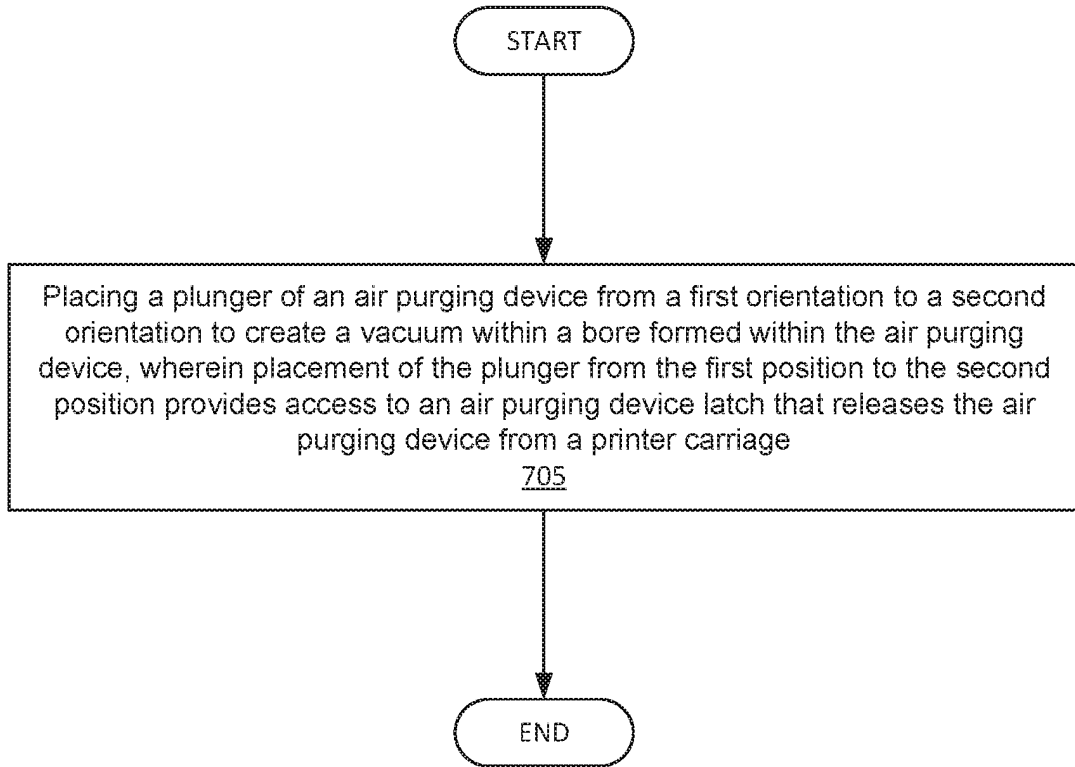 START
Placing a plunger of an air purging device from a first orientation to a second
orientation to create a vacuum within a bore formed within the air purging
device, wherein placement of the plunger from the first position to the second
position provides access to an air purging device latch that releases the air
purging device from a printer carriage
705
END